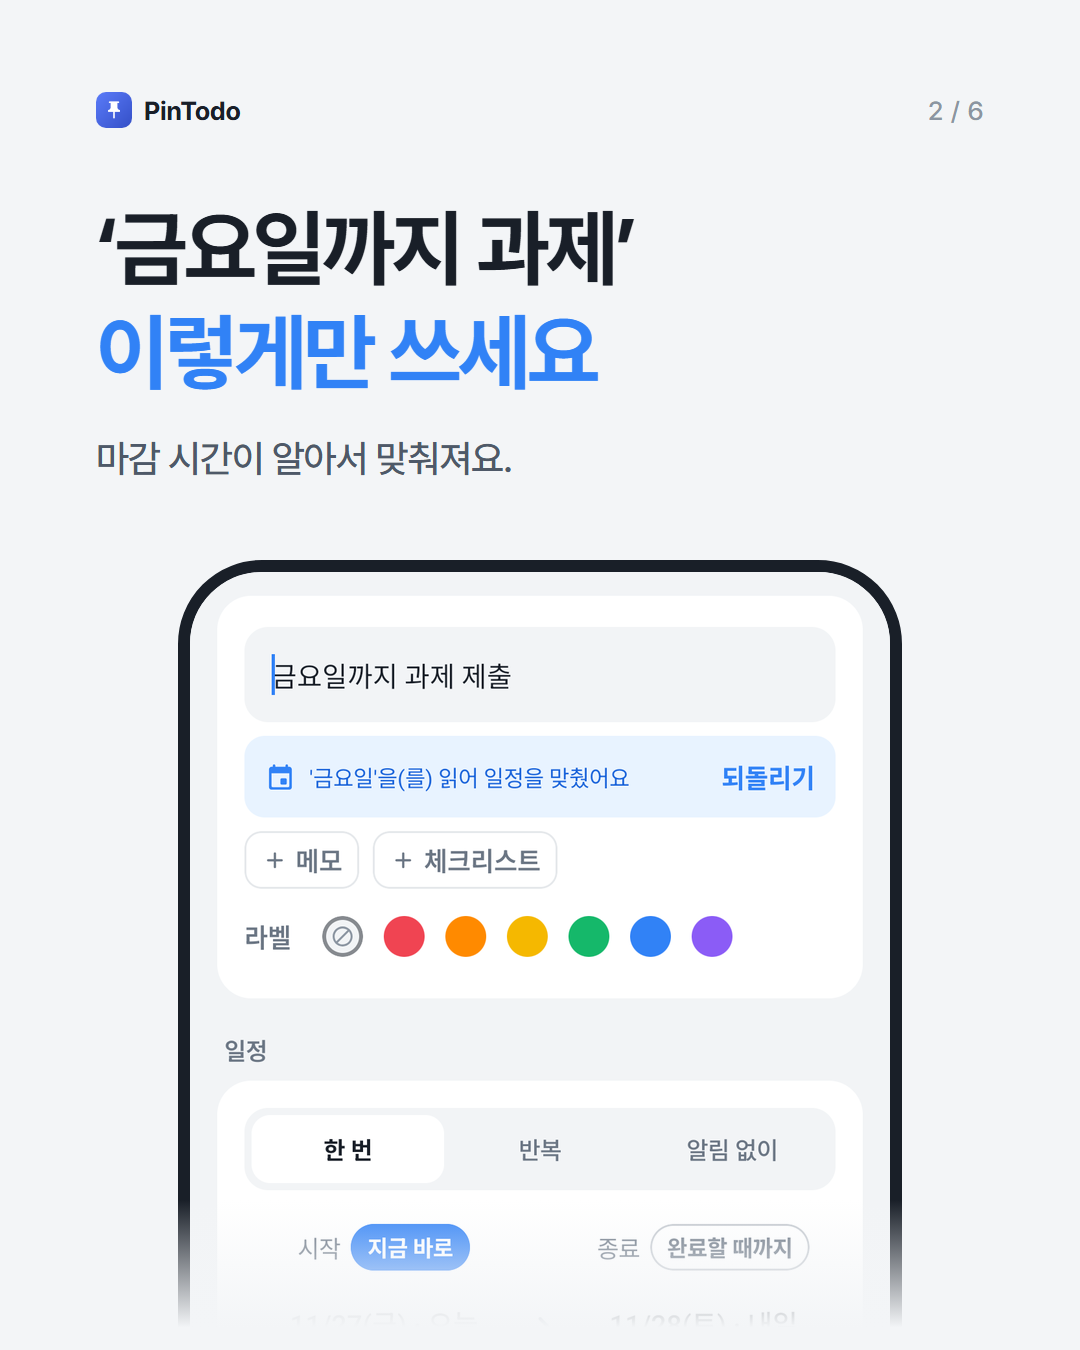 PinTodo
2 / 6
‘금요일까지 과제’
이렇게만 쓰세요
마감 시간이 알아서 맞춰져요.
금요일까지 과제 제출
'금요일'을(를) 읽어 일정을 맞췄어요 되돌리기
+ 메모 + 체크리스트
라벨
일정
한 번 반복 알림 없이
시작 지금 바로 종료 완료할 때까지